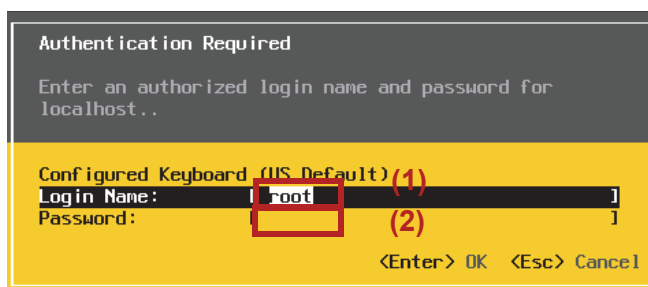 Authentication Required
Enter an authorized login name and password for
localhost..
Configured Keyboard (US Default)
(1)
Login Name: [ root ]
Password: [ ]
(2)
<Enter> OK <Esc> Cancel